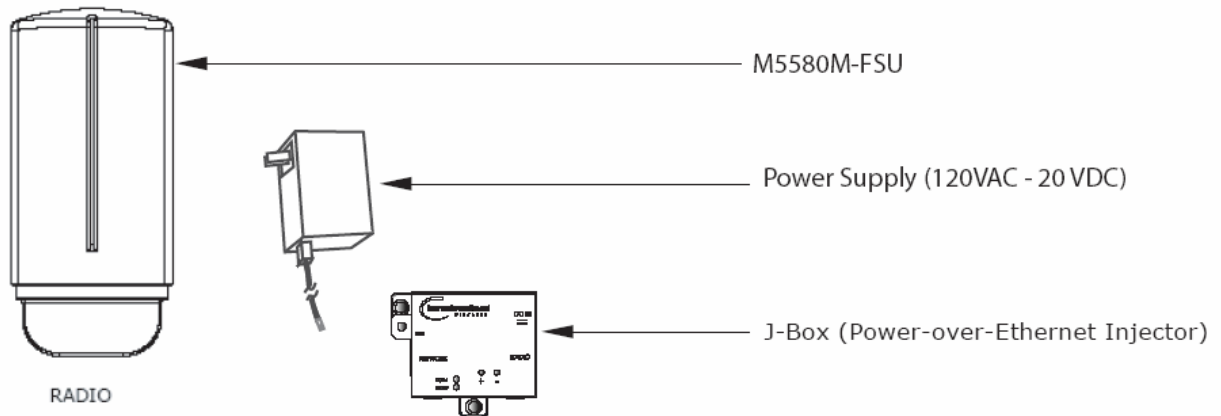 M5580M-FSU
Power Supply (120VAC - 20 VDC)
J-Box (Power-over-Ethernet Injector)
RADIO